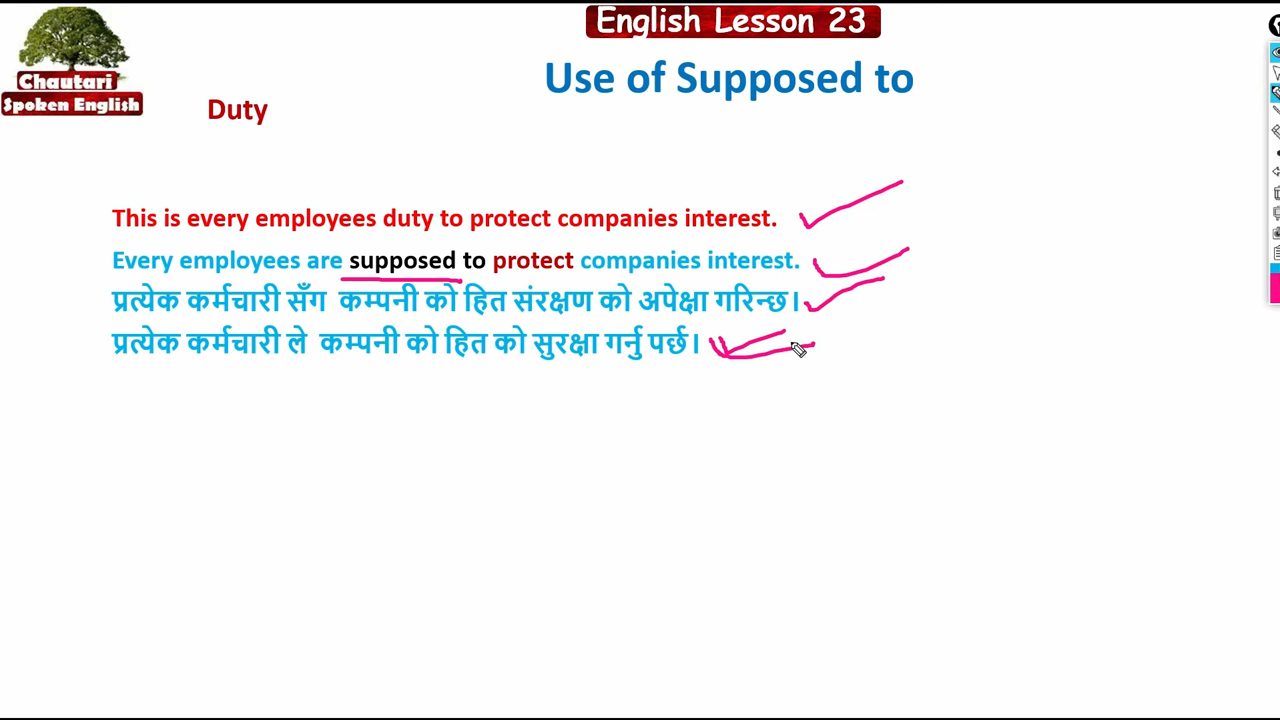 English Lesson 23
Chautari
Spoken English
Use of Supposed to
Duty
This is every employees duty to protect companies interest.
Every employees are supposed to protect companies interest.
प्रत्येक कर्मचारी सँग कम्पनी को हित संरक्षण को अपेक्षा गरिन्छ।
प्रत्येक कर्मचारी ले कम्पनी को हित को सुरक्षा गर्नु पर्छ।